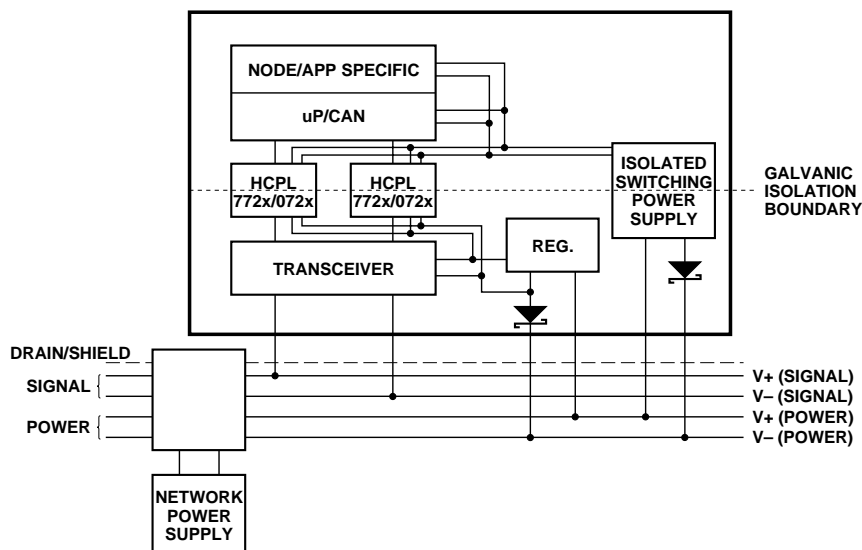 NODE/APP SPECIFIC
uP/CAN
HCPL
772x/072x
HCPL
772x/072x
ISOLATED
SWITCHING
POWER
SUPPLY
GALVANIC
ISOLATION
BOUNDARY
TRANSCEIVER
REG.
DRAIN/SHIELD
SIGNAL
POWER
V+ (SIGNAL)
V– (SIGNAL)
V+ (POWER)
V– (POWER)
NETWORK
POWER
SUPPLY